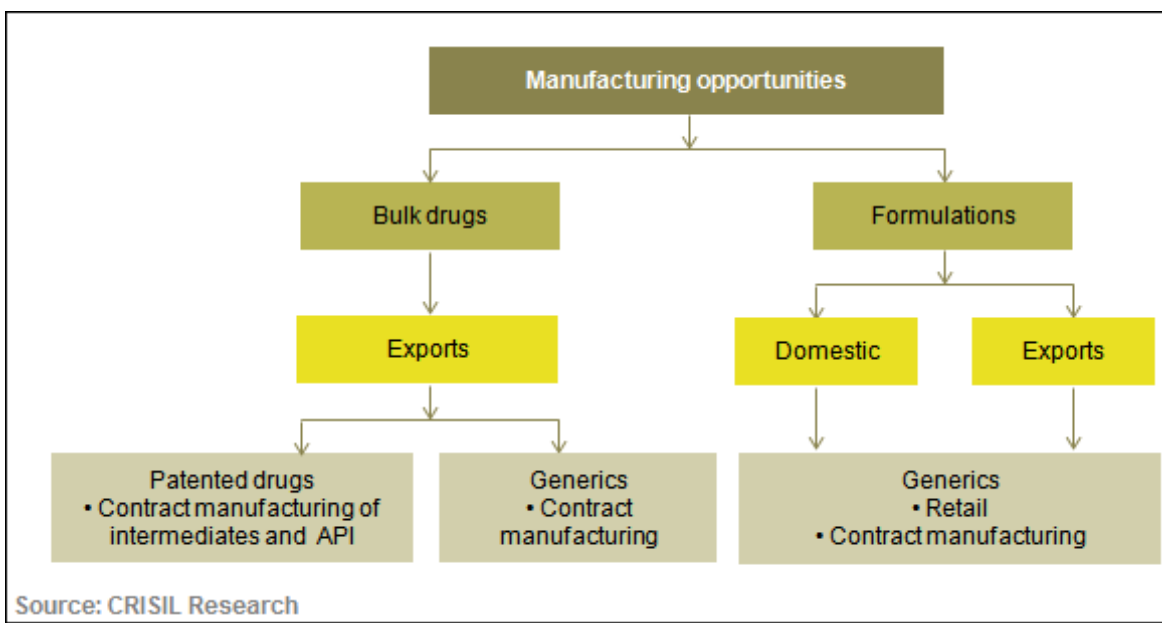 Manufacturing opportunities
Bulk drugs
Formulations
Exports
Domestic
Exports
Patented drugs
• Contract manufacturing of
intermediates and API
Generics
• Contract
manufacturing
Generics
• Retail
• Contract manufacturing
Source: CRISIL Research